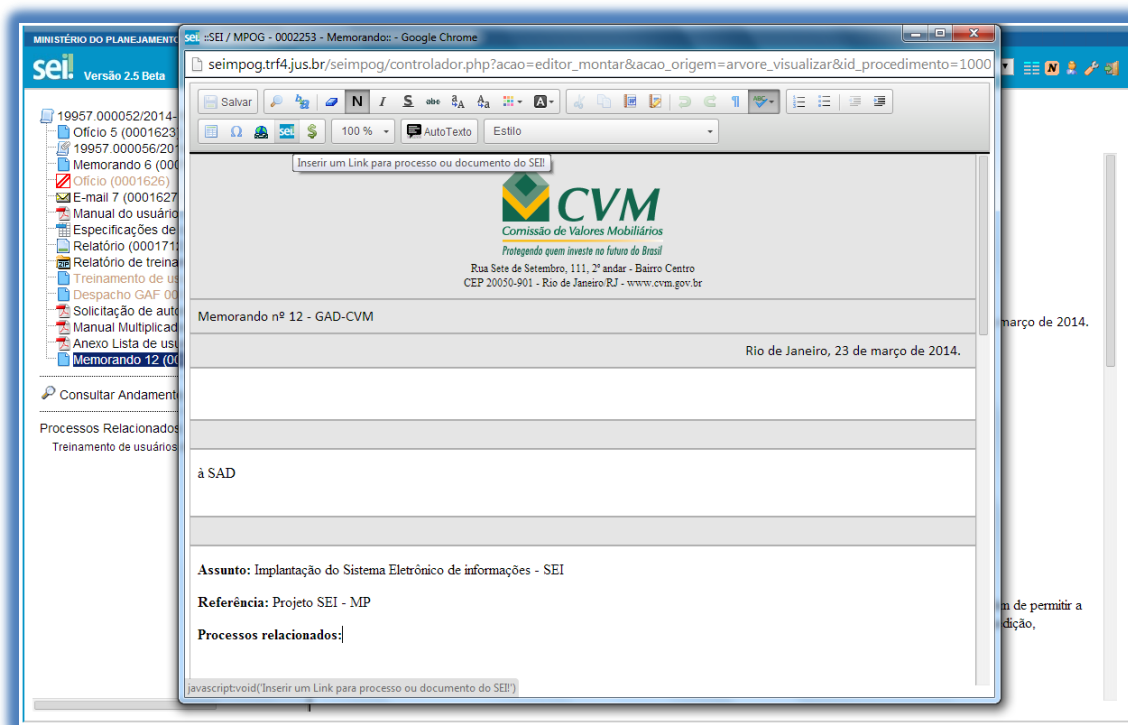 MINISTÉRIO DO PLANEJAMENTO
sei! Versão 2.5 Beta
19957.000052/2014-
Ofício 5 (0001623
19957.000056/201
Memorando 6 (000
Ofício (0001626)
E-mail 7 (0001627
Manual do usuário
Especificações de
Relatório (000171
Relatório de treina
Treinamento de us
Despacho GAF 00
Solicitação de auto
Manual Multiplicad
Anexo Lista de usu
Memorando 12 (00
Consultar Andamento
Processos Relacionados
Treinamento de usuários
sei! ::SEI / MPOG - 0002253 - Memorando:: - Google Chrome
seimpog.trf4.jus.br/seimpog/controlador.php?acao=editor_montar&acao_origem=arvore_visualizar&id_procedimento=1000
Salvar N I S abc
sei! $ 100 % AutoTexto Estilo
Inserir um Link para processo ou documento do SEI!
CVM
Comissão de Valores Mobiliários
Protegendo quem investe no futuro do Brasil
Rua Sete de Setembro, 111, 2º andar - Bairro Centro
CEP 20050-901 - Rio de Janeiro/RJ - www.cvm.gov.br
Memorando nº 12 - GAD-CVM
Rio de Janeiro, 23 de março de 2014.
à SAD
Assunto: Implantação do Sistema Eletrônico de informações - SEI
Referência: Projeto SEI - MP
Processos relacionados:
javascript:void('Inserir um Link para processo ou documento do SEI!')
N
março de 2014.
m de permitir a
dição,